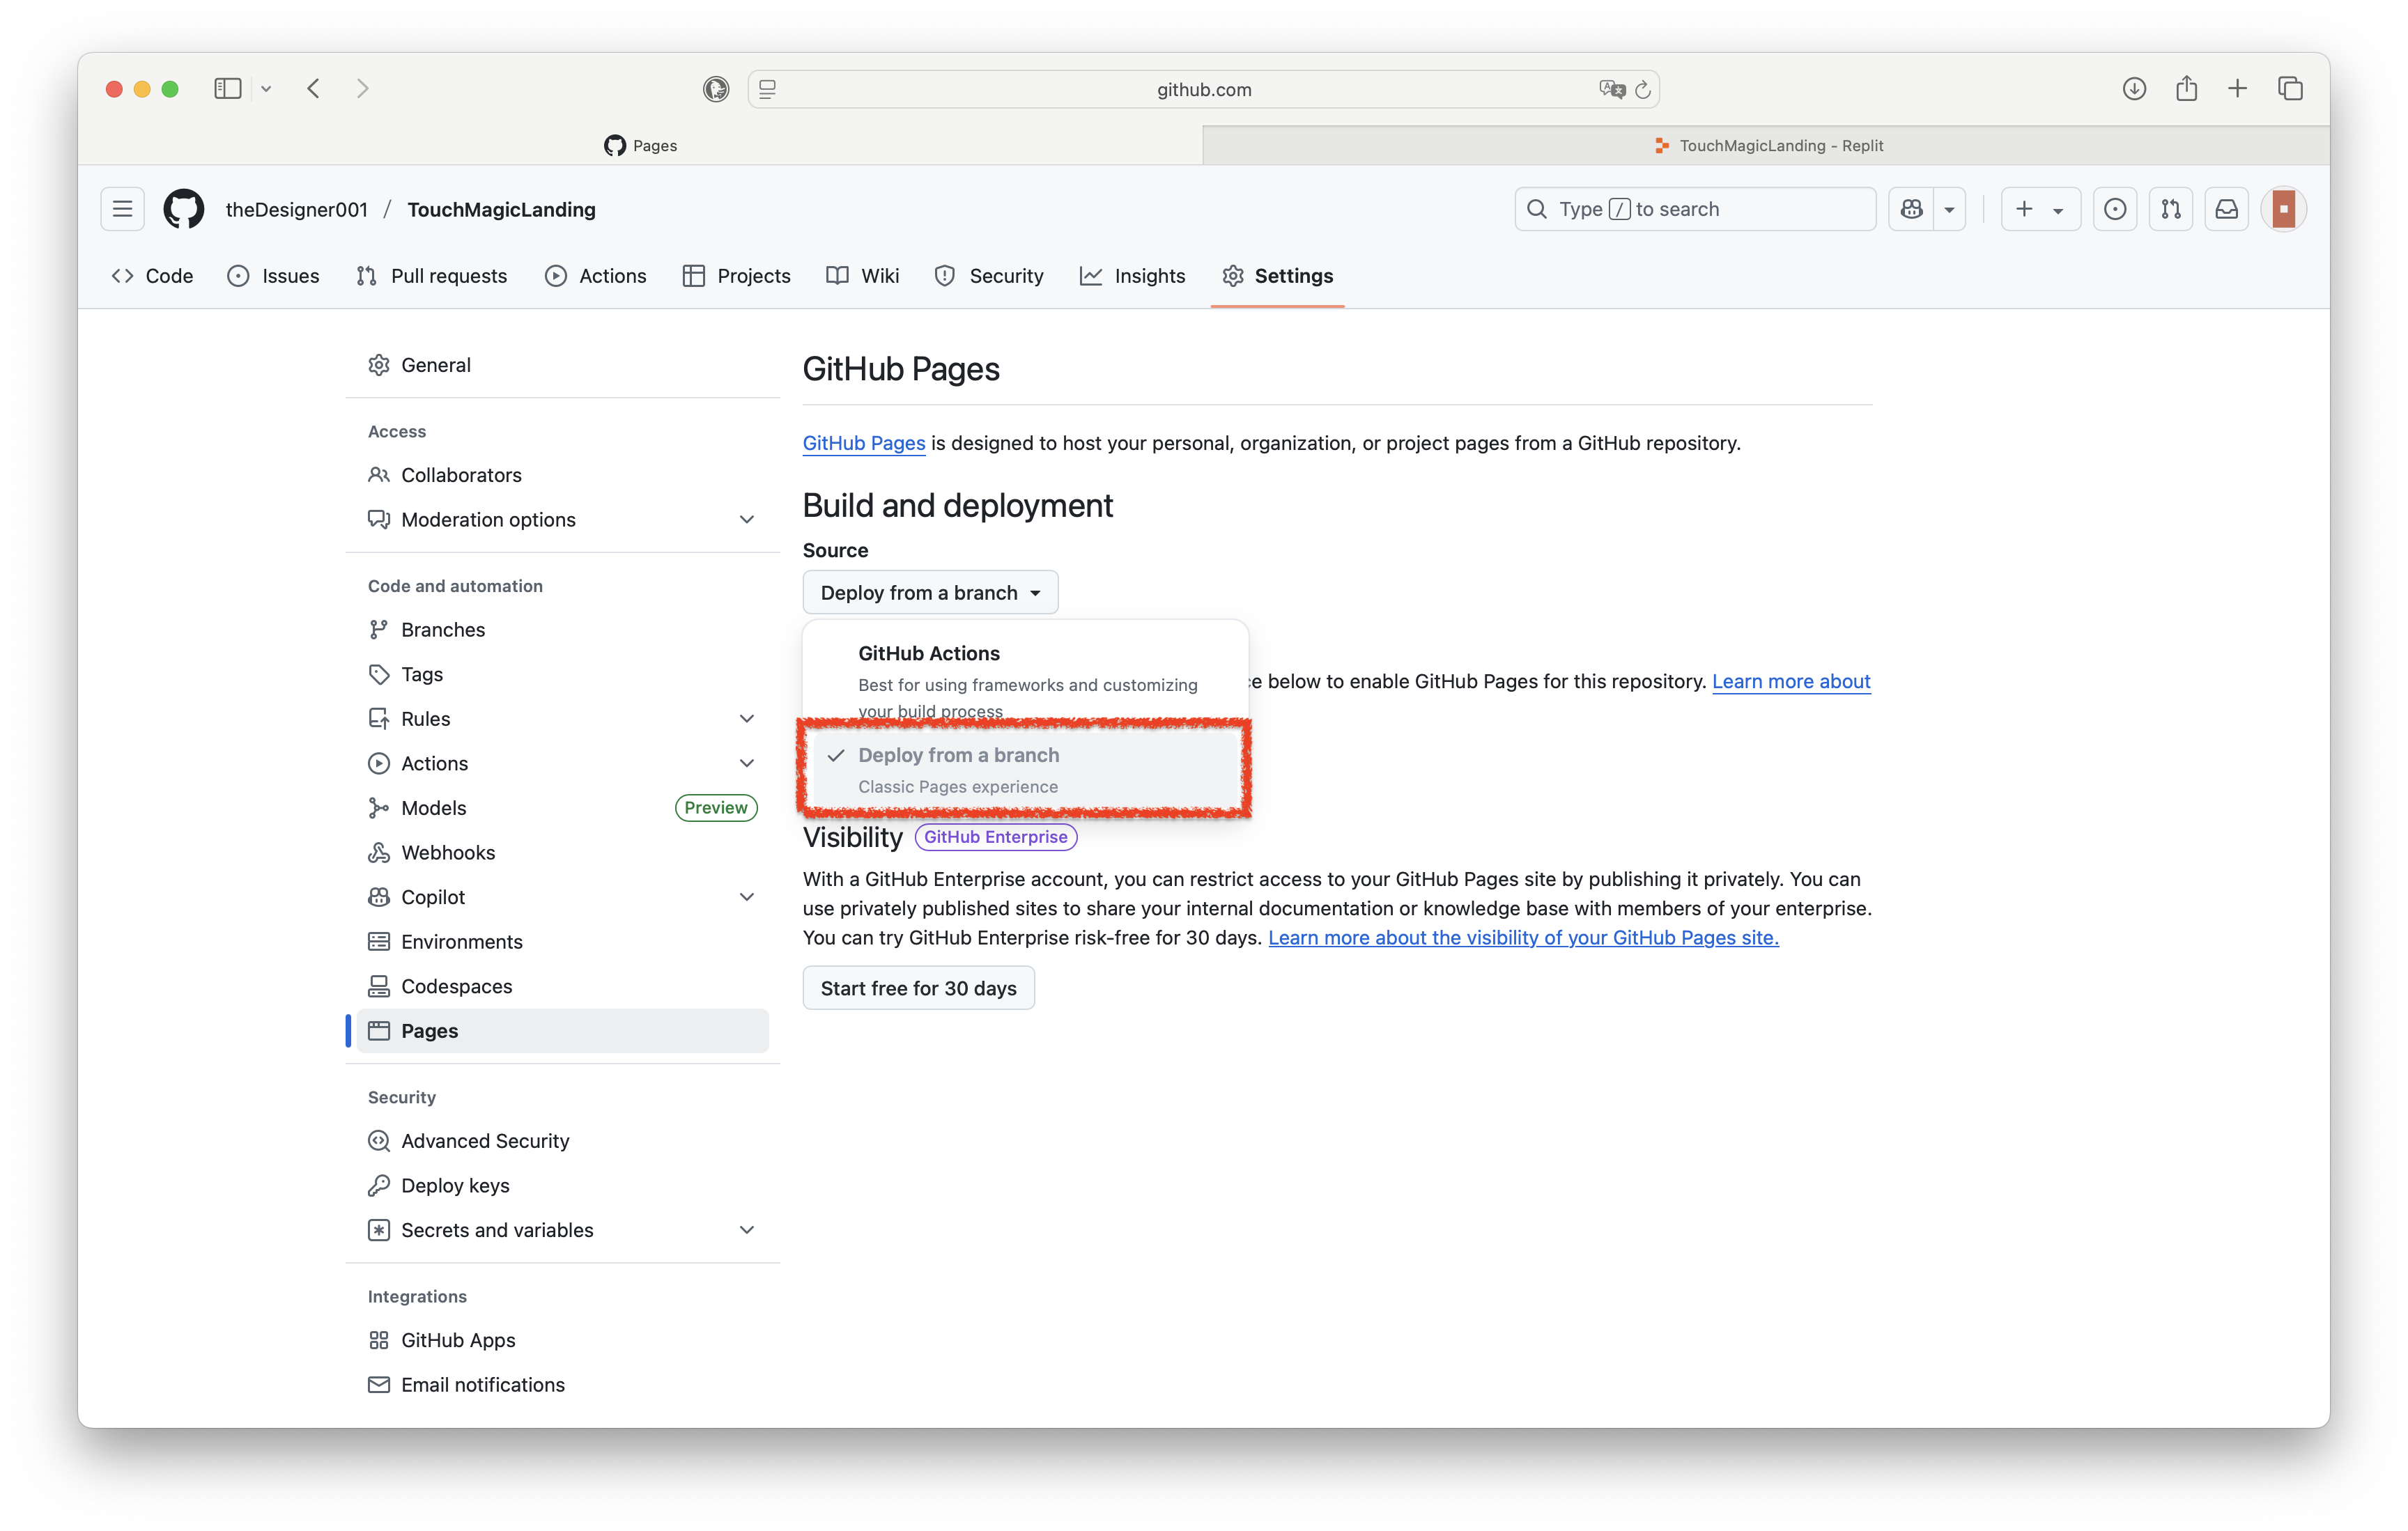 github.com
Pages
TouchMagicLanding - Replit
theDesigner001 / TouchMagicLanding
Type / to search
Code
Issues
Pull requests
Actions
Projects
Wiki
Security
Insights
Settings
General
Access
Collaborators
Moderation options
Code and automation
Branches
Tags
Rules
Actions
Models
Preview
Webhooks
Copilot
Environments
Codespaces
Pages
Security
Advanced Security
Deploy keys
Secrets and variables
Integrations
GitHub Apps
Email notifications
GitHub Pages
GitHub Pages is designed to host your personal, organization, or project pages from a GitHub repository.
Build and deployment
Source
Deploy from a branch
GitHub Actions
Best for using frameworks and customizing
your build process
below to enable GitHub Pages for this repository. Learn more about
Deploy from a branch
Classic Pages experience
Visibility GitHub Enterprise
With a GitHub Enterprise account, you can restrict access to your GitHub Pages site by publishing it privately. You can
use privately published sites to share your internal documentation or knowledge base with members of your enterprise.
You can try GitHub Enterprise risk-free for 30 days. Learn more about the visibility of your GitHub Pages site.
Start free for 30 days